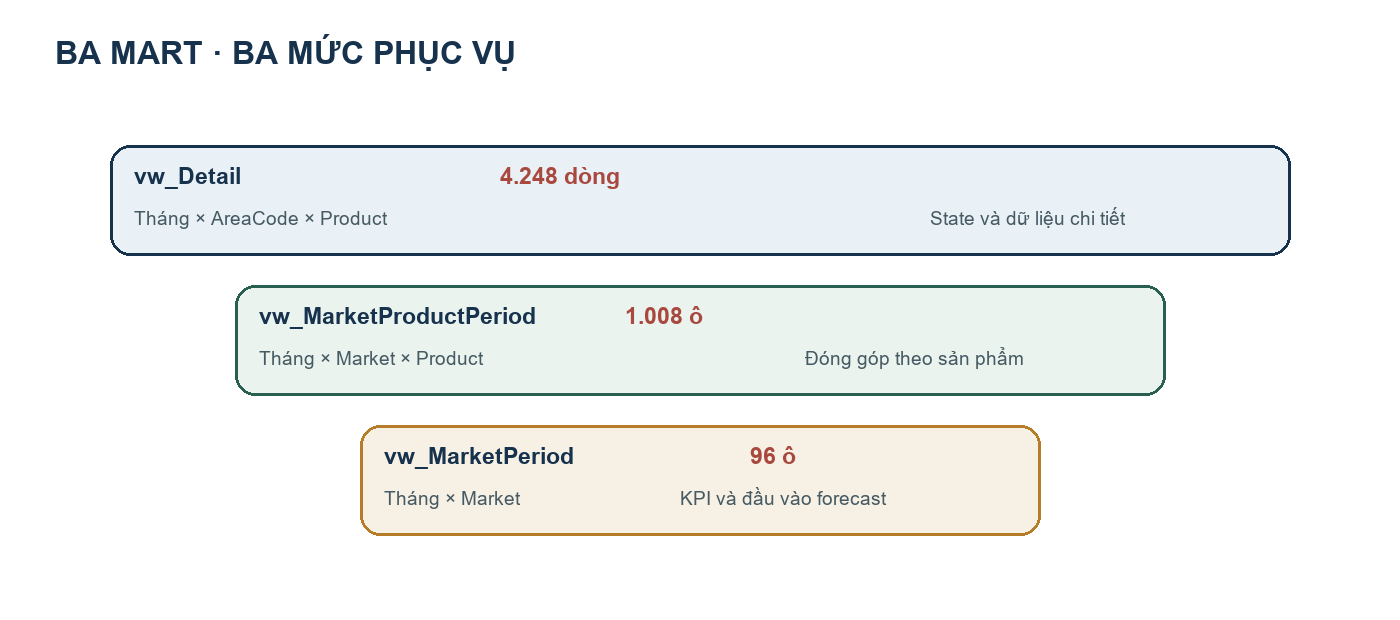 BA MART · BA MỨC PHỤC VỤ
vw_Detail 4.248 dòng
Tháng × AreaCode × Product State và dữ liệu chi tiết
vw_MarketProductPeriod 1.008 ô
Tháng × Market × Product Đóng góp theo sản phẩm
vw_MarketPeriod 96 ô
Tháng × Market KPI và đầu vào forecast